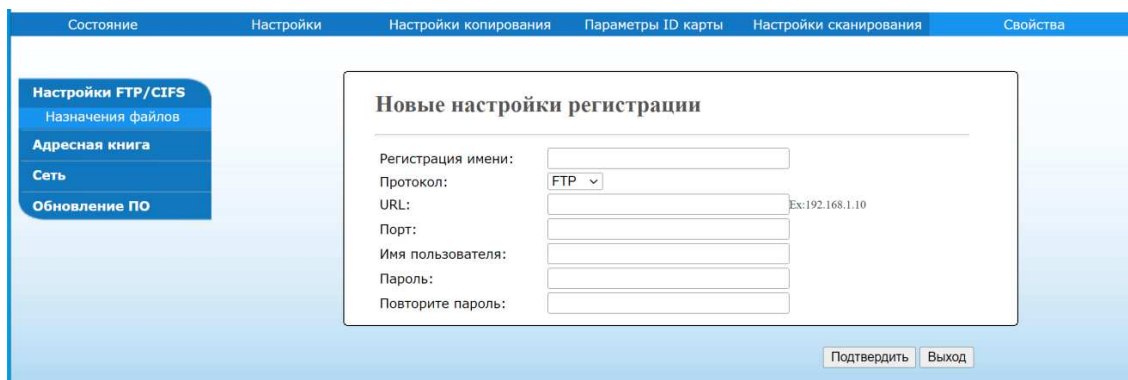 Состояние Настройки Настройки копирования Параметры ID карты Настройки сканирования Свойства
Настройки FTP/CIFS
Назначения файлов
Адресная книга
Сеть
Обновление ПО
Новые настройки регистрации
Регистрация имени:
Протокол: FTP
URL: Ex:192.168.1.10
Порт:
Имя пользователя:
Пароль:
Повторите пароль:
Подтвердить Выход